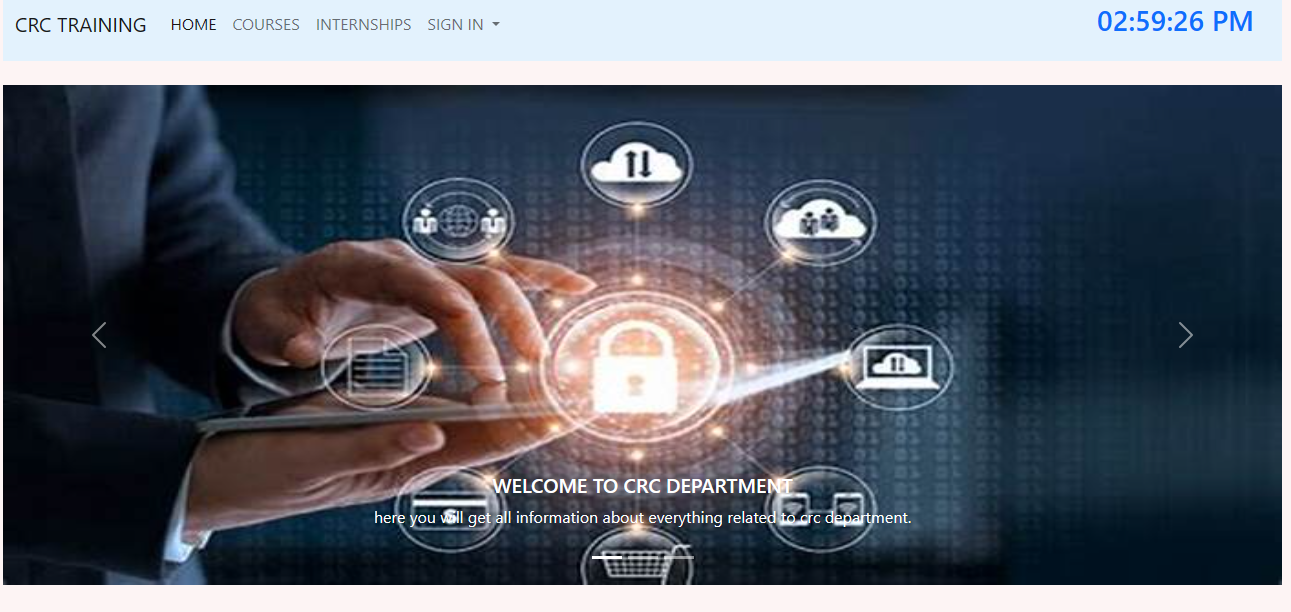 CRC TRAINING HOME COURSES INTERNSHIPS SIGN IN 02:59:26 PM
WELCOME TO CRC DEPARTMENT
here you will get all information about everything related to crc department.